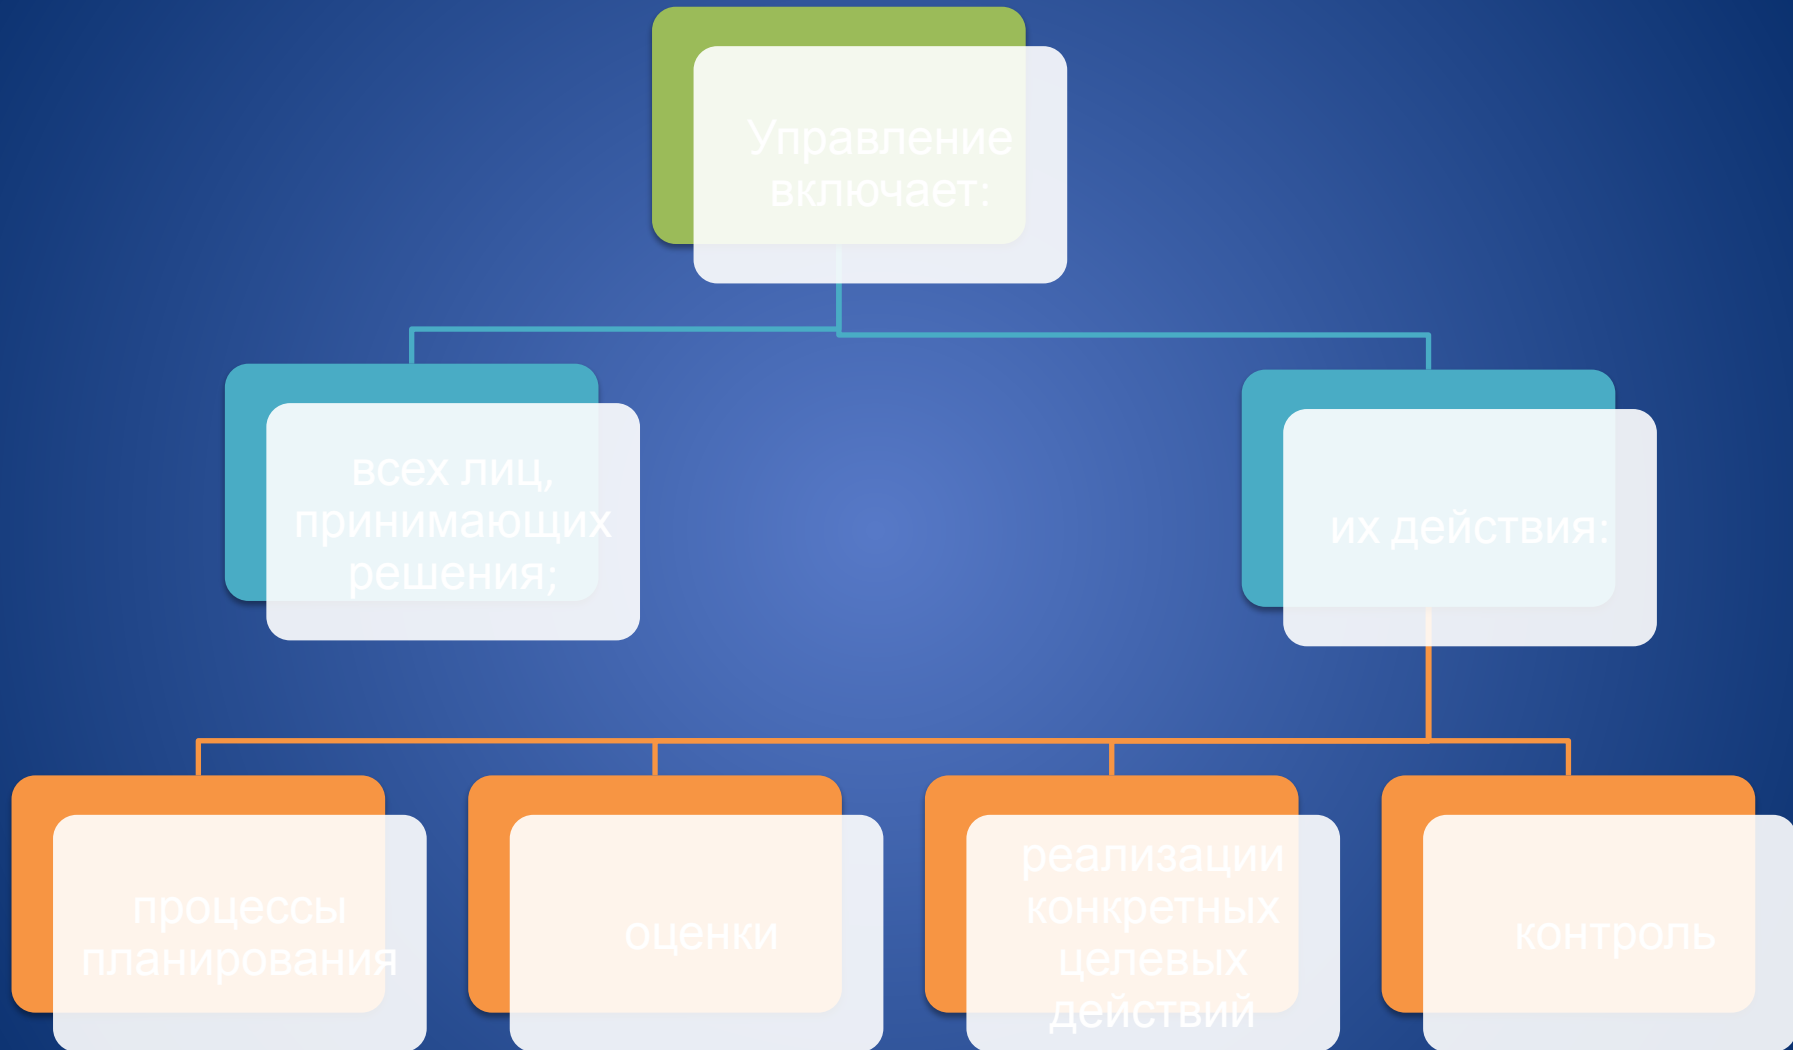 Управление
включает:
всех лиц,
принимающих
решения;
их действия:
процессы
планирования
оценки
реализации
конкретных
целевых
действий
контроль